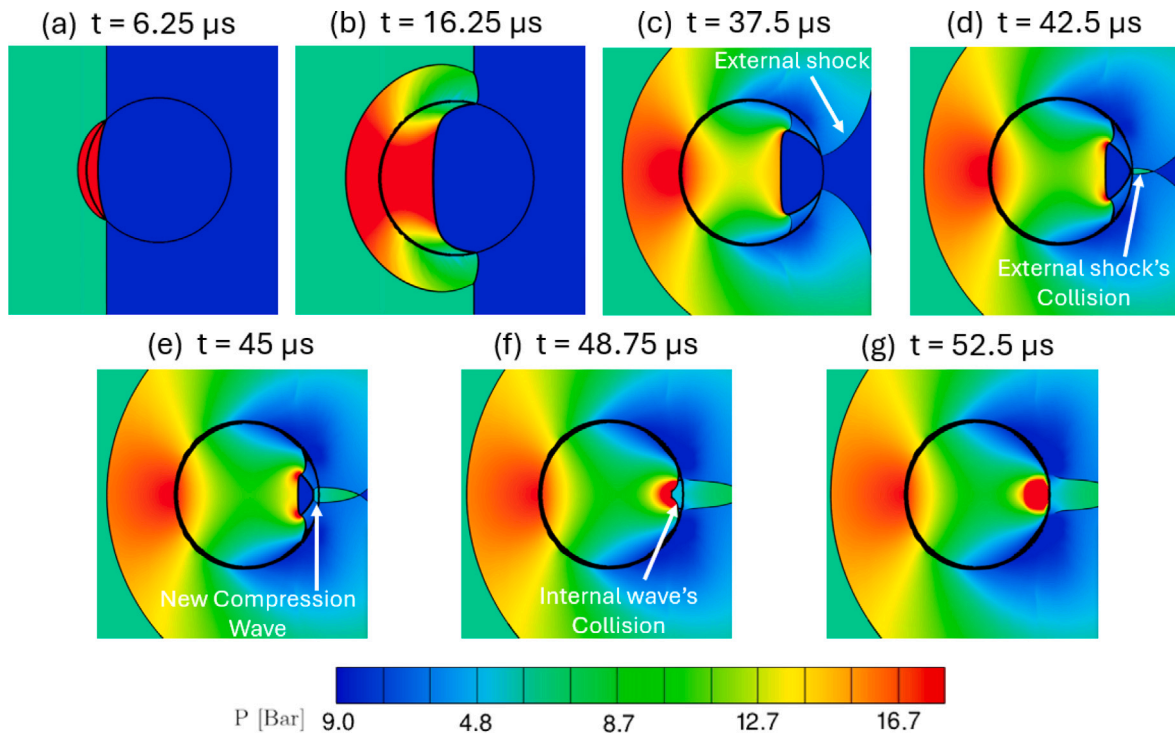 (a) t = 6.25 µs
(b) t = 16.25 µs
(c) t = 37.5 µs
(d) t = 42.5 µs
External shock
External shock's
Collision
(e) t = 45 µs
(f) t = 48.75 µs
(g) t = 52.5 µs
New Compression
Wave
Internal wave's
Collision
P [Bar] 9.0 4.8 8.7 12.7 16.7